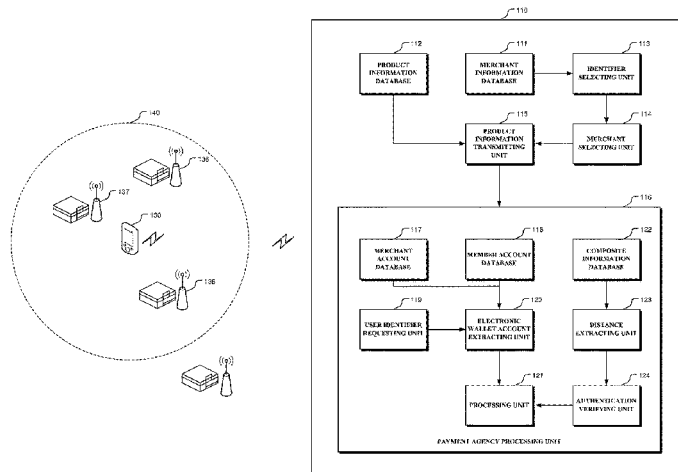 110
112
111
113
PRODUCT
INFORMATION
DATABASE
MERCHANT
INFORMATION
DATABASE
IDENTIFIER
SELECTING UNIT
115
114
PRODUCT
INFORMATION
TRANSMITTING
UNIT
MERCHANT
SELECTING UNIT
140
136
137
130
135
116
117
118
122
MERCHANT
ACCOUNT
DATABASE
MEMBER ACCOUNT
DATABASE
COMPOSITE
INFORMATION
DATABASE
119
120
123
USER IDENTIFIER
REQUESTING UNIT
ELECTRONIC
WALLET ACCOUNT
EXTRACTING UNIT
DISTANCE
EXTRACTING UNIT
121
124
PROCESSING UNIT
AUTHENTICATION
VERIFYING UNIT
PAYMENT AGENCY PROCESSING UNIT